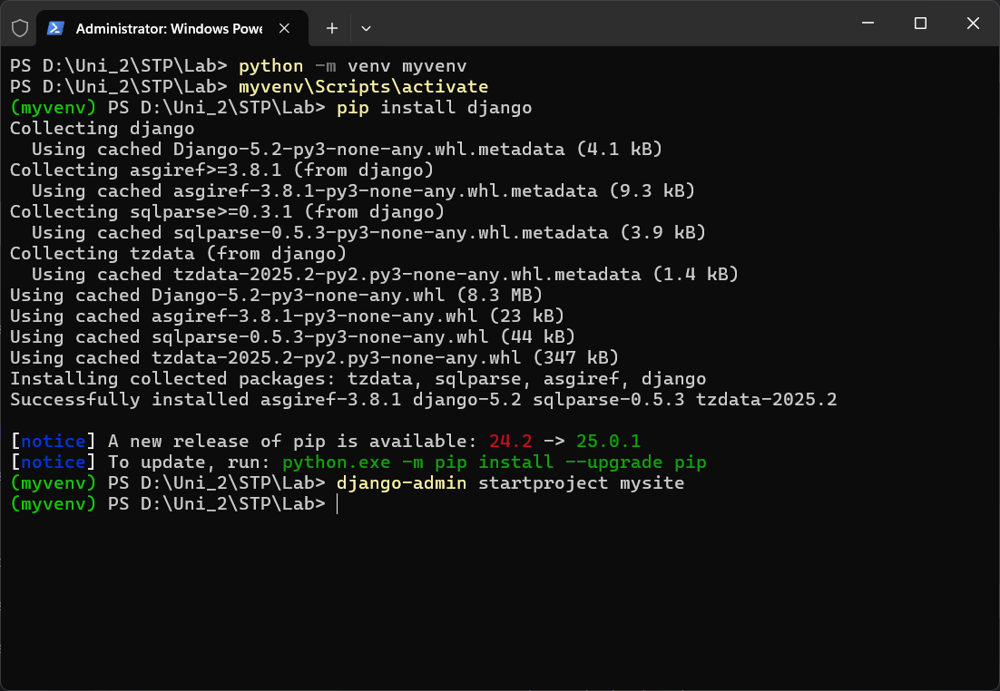 Administrator: Windows Powe
PS D:\Uni_2\STP\Lab> python -m venv myvenv
PS D:\Uni_2\STP\Lab> myvenv\Scripts\activate
(myvenv) PS D:\Uni_2\STP\Lab> pip install django
Collecting django
  Using cached Django-5.2-py3-none-any.whl.metadata (4.1 kB)
Collecting asgiref>=3.8.1 (from django)
  Using cached asgiref-3.8.1-py3-none-any.whl.metadata (9.3 kB)
Collecting sqlparse>=0.3.1 (from django)
  Using cached sqlparse-0.5.3-py3-none-any.whl.metadata (3.9 kB)
Collecting tzdata (from django)
  Using cached tzdata-2025.2-py2.py3-none-any.whl.metadata (1.4 kB)
Using cached Django-5.2-py3-none-any.whl (8.3 MB)
Using cached asgiref-3.8.1-py3-none-any.whl (23 kB)
Using cached sqlparse-0.5.3-py3-none-any.whl (44 kB)
Using cached tzdata-2025.2-py2.py3-none-any.whl (347 kB)
Installing collected packages: tzdata, sqlparse, asgiref, django
Successfully installed asgiref-3.8.1 django-5.2 sqlparse-0.5.3 tzdata-2025.2
[notice] A new release of pip is available: 24.2 -> 25.0.1
[notice] To update, run: python.exe -m pip install --upgrade pip
(myvenv) PS D:\Uni_2\STP\Lab> django-admin startproject mysite
(myvenv) PS D:\Uni_2\STP\Lab>